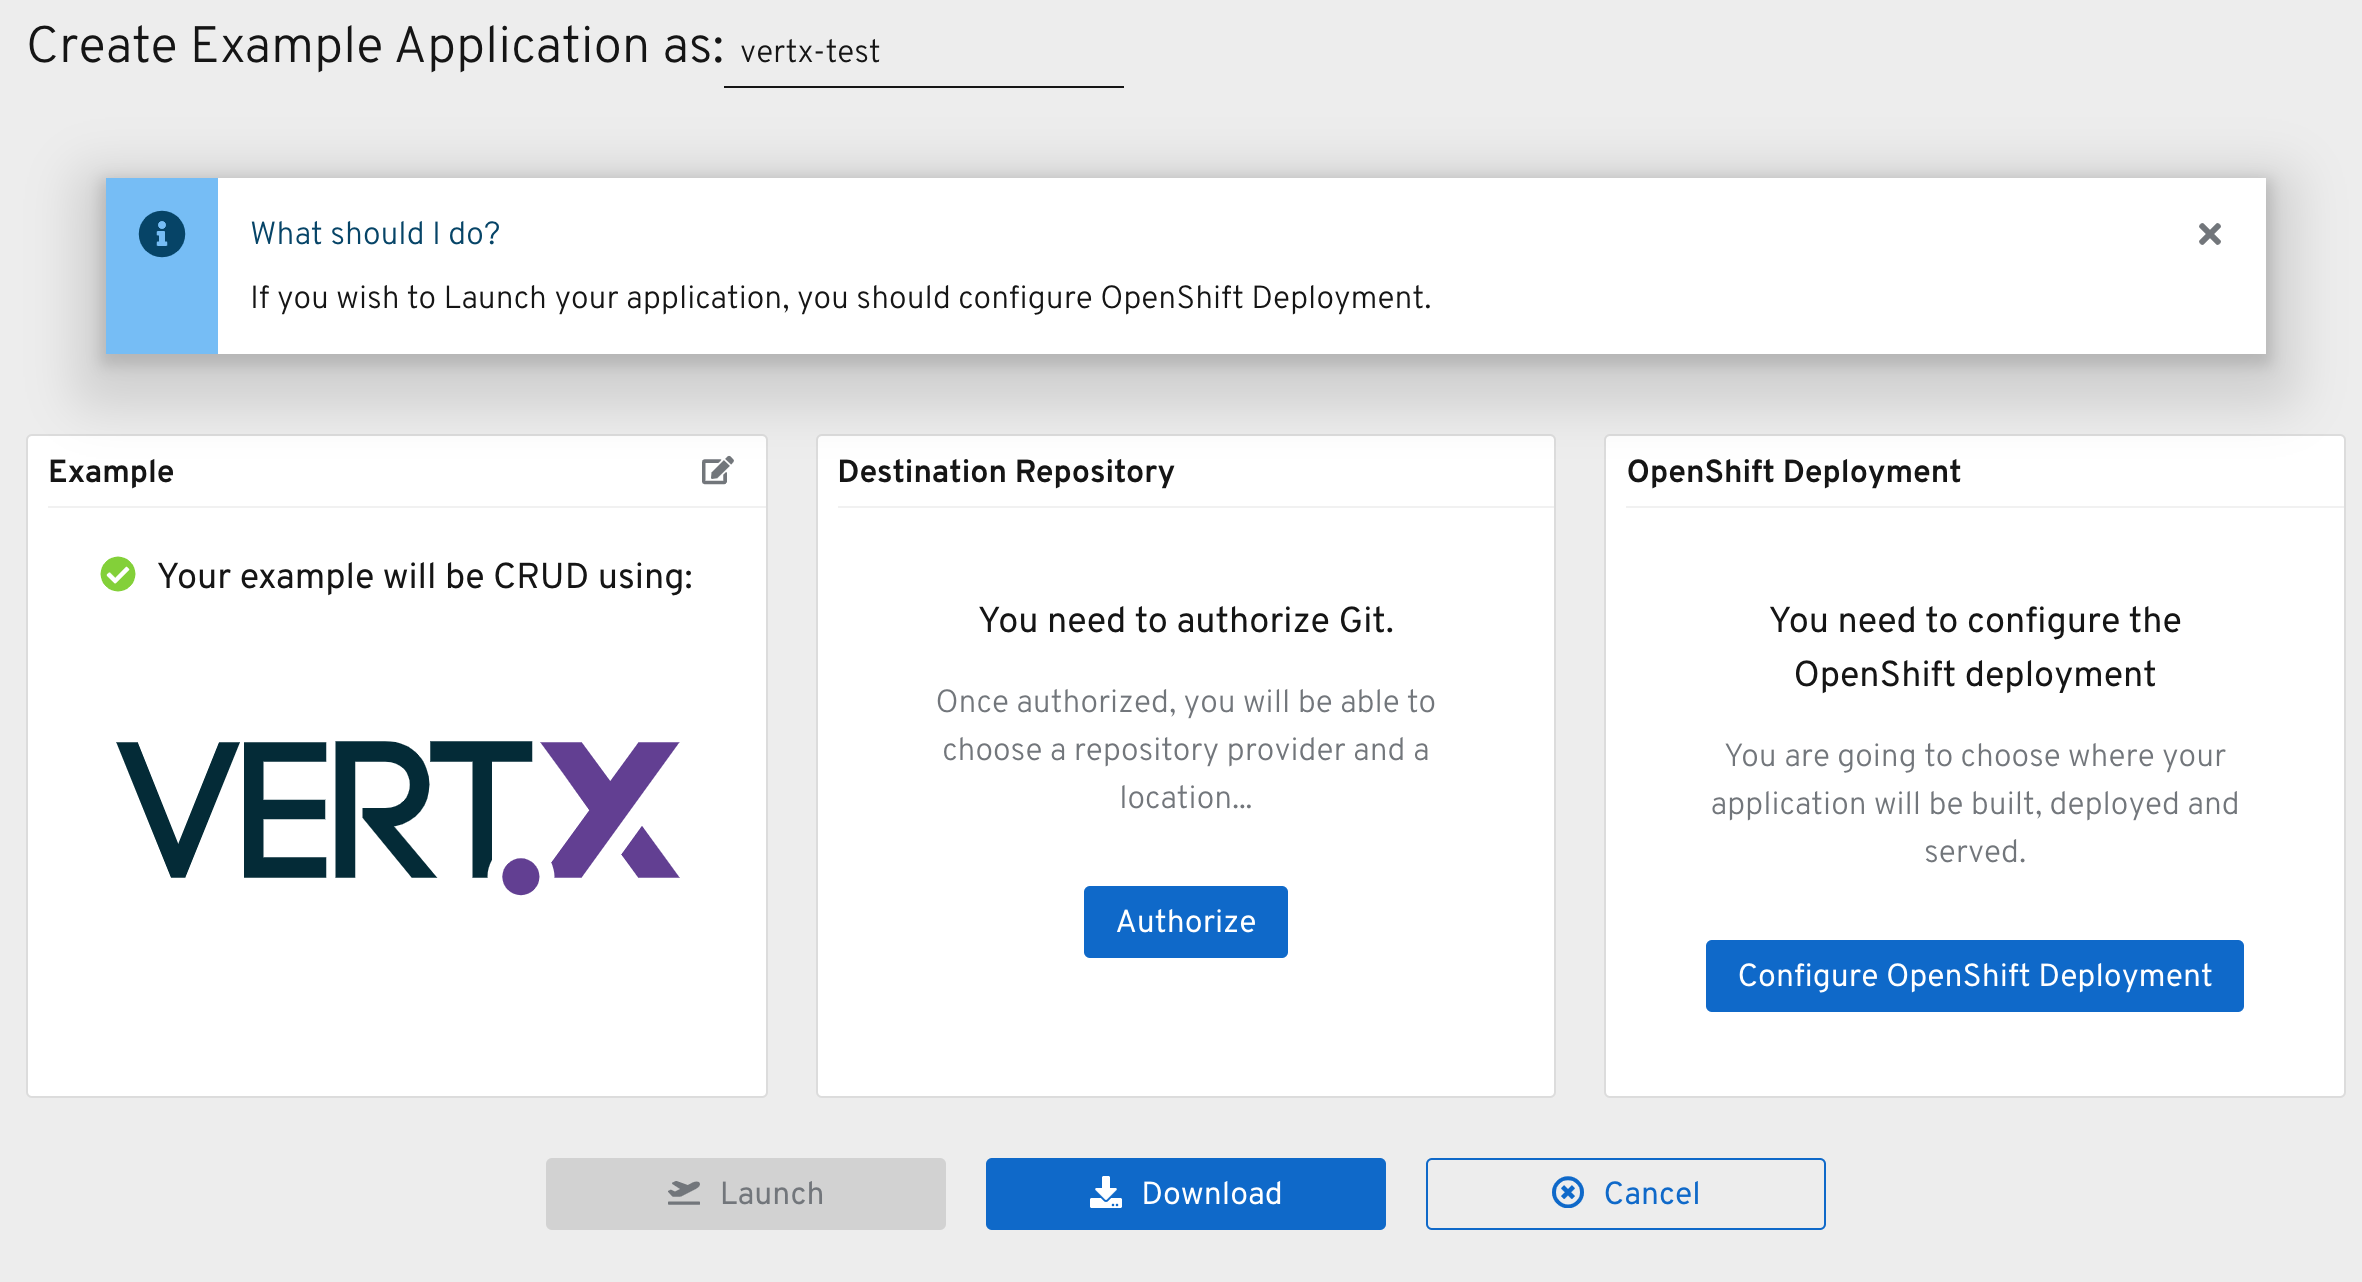 Create Example Application as: vertx-test
What should I do?
If you wish to Launch your application, you should configure OpenShift Deployment.
Example
Your example will be CRUD using:
VERT.X
Destination Repository
You need to authorize Git.
Once authorized, you will be able to
choose a repository provider and a
location...
Authorize
OpenShift Deployment
You need to configure the
OpenShift deployment
You are going to choose where your
application will be built, deployed and
served.
Configure OpenShift Deployment
Launch
Download
Cancel